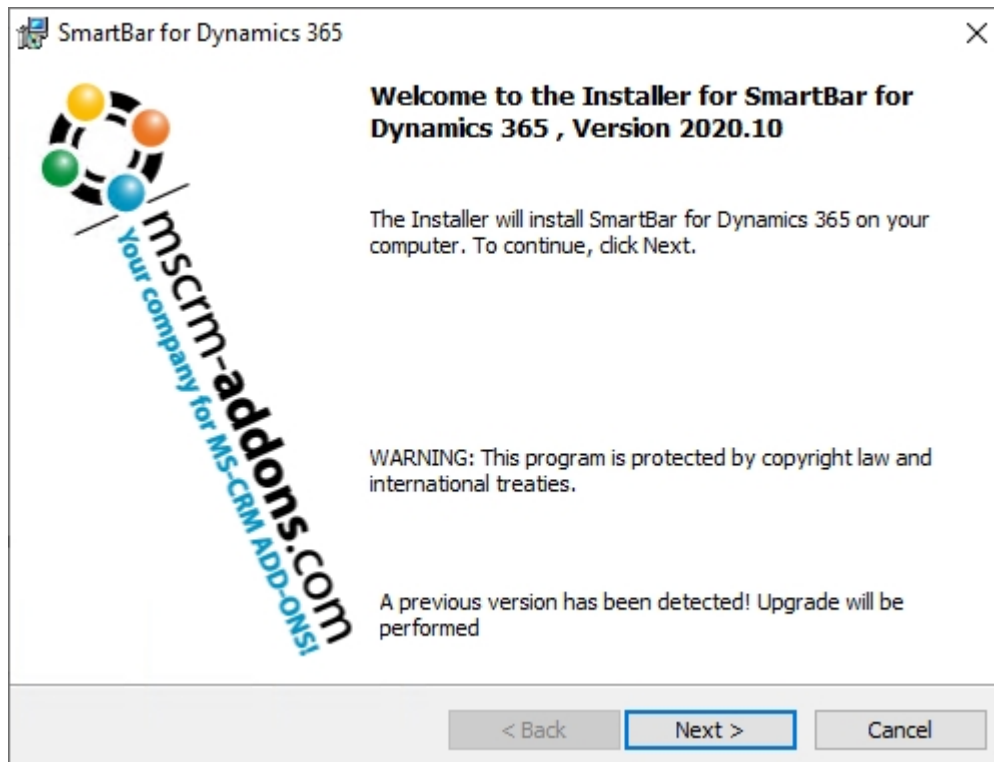 SmartBar for Dynamics 365
Welcome to the Installer for SmartBar for
Dynamics 365 , Version 2020.10
The Installer will install SmartBar for Dynamics 365 on your
computer. To continue, click Next.
mscrm-addons.com
Your company for MS-CRM ADD-ONS!
WARNING: This program is protected by copyright law and
international treaties.
A previous version has been detected! Upgrade will be
performed
< Back
Next >
Cancel